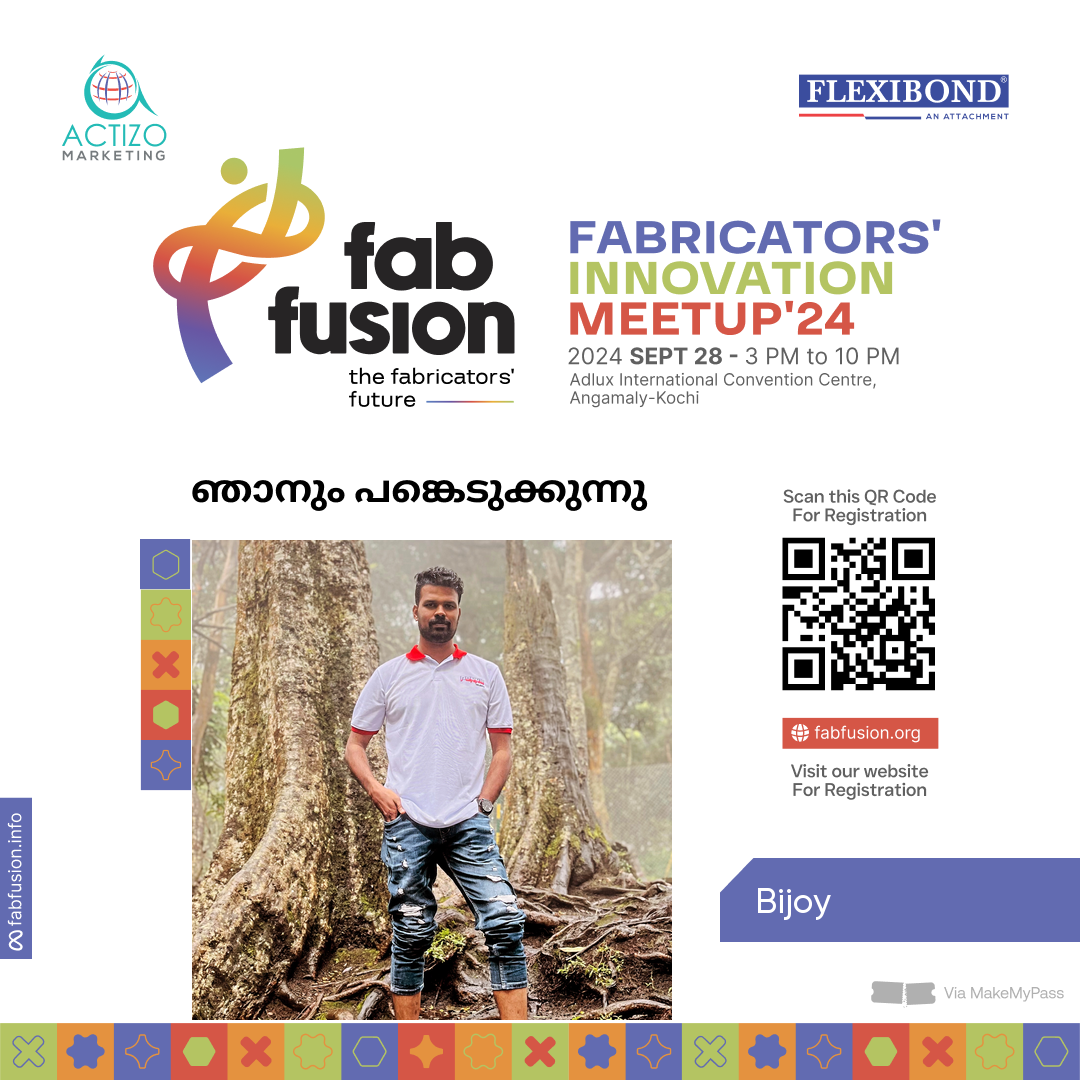 ACTIZO
MARKETING
FLEXIBOND®
AN ATTACHMENT
fab
fusion
the fabricators'
future
FABRICATORS'
INNOVATION
MEETUP'24
2024 SEPT 28 - 3 PM to 10 PM
Adlux International Convention Centre,
Angamaly-Kochi
ഞാനും പങ്കെടുക്കുന്നു
Scan this QR Code
For Registration
fabfusion.org
Visit our website
For Registration
fabfusion.info
Bijoy
Via MakeMyPass